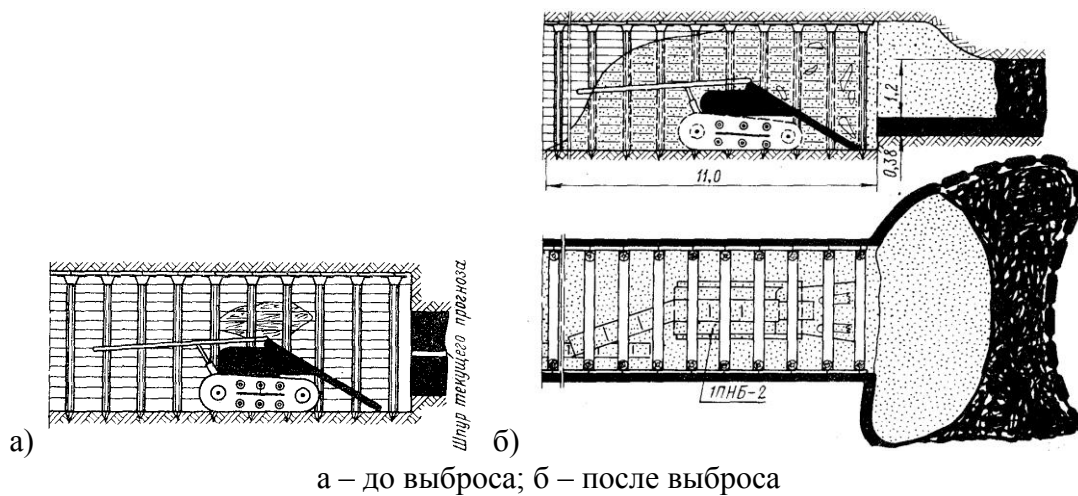 11.0
1.2
0,38
Шпур текущего прогноза
1ПНБ-2
а)
б)
а – до выброса; б – после выброса